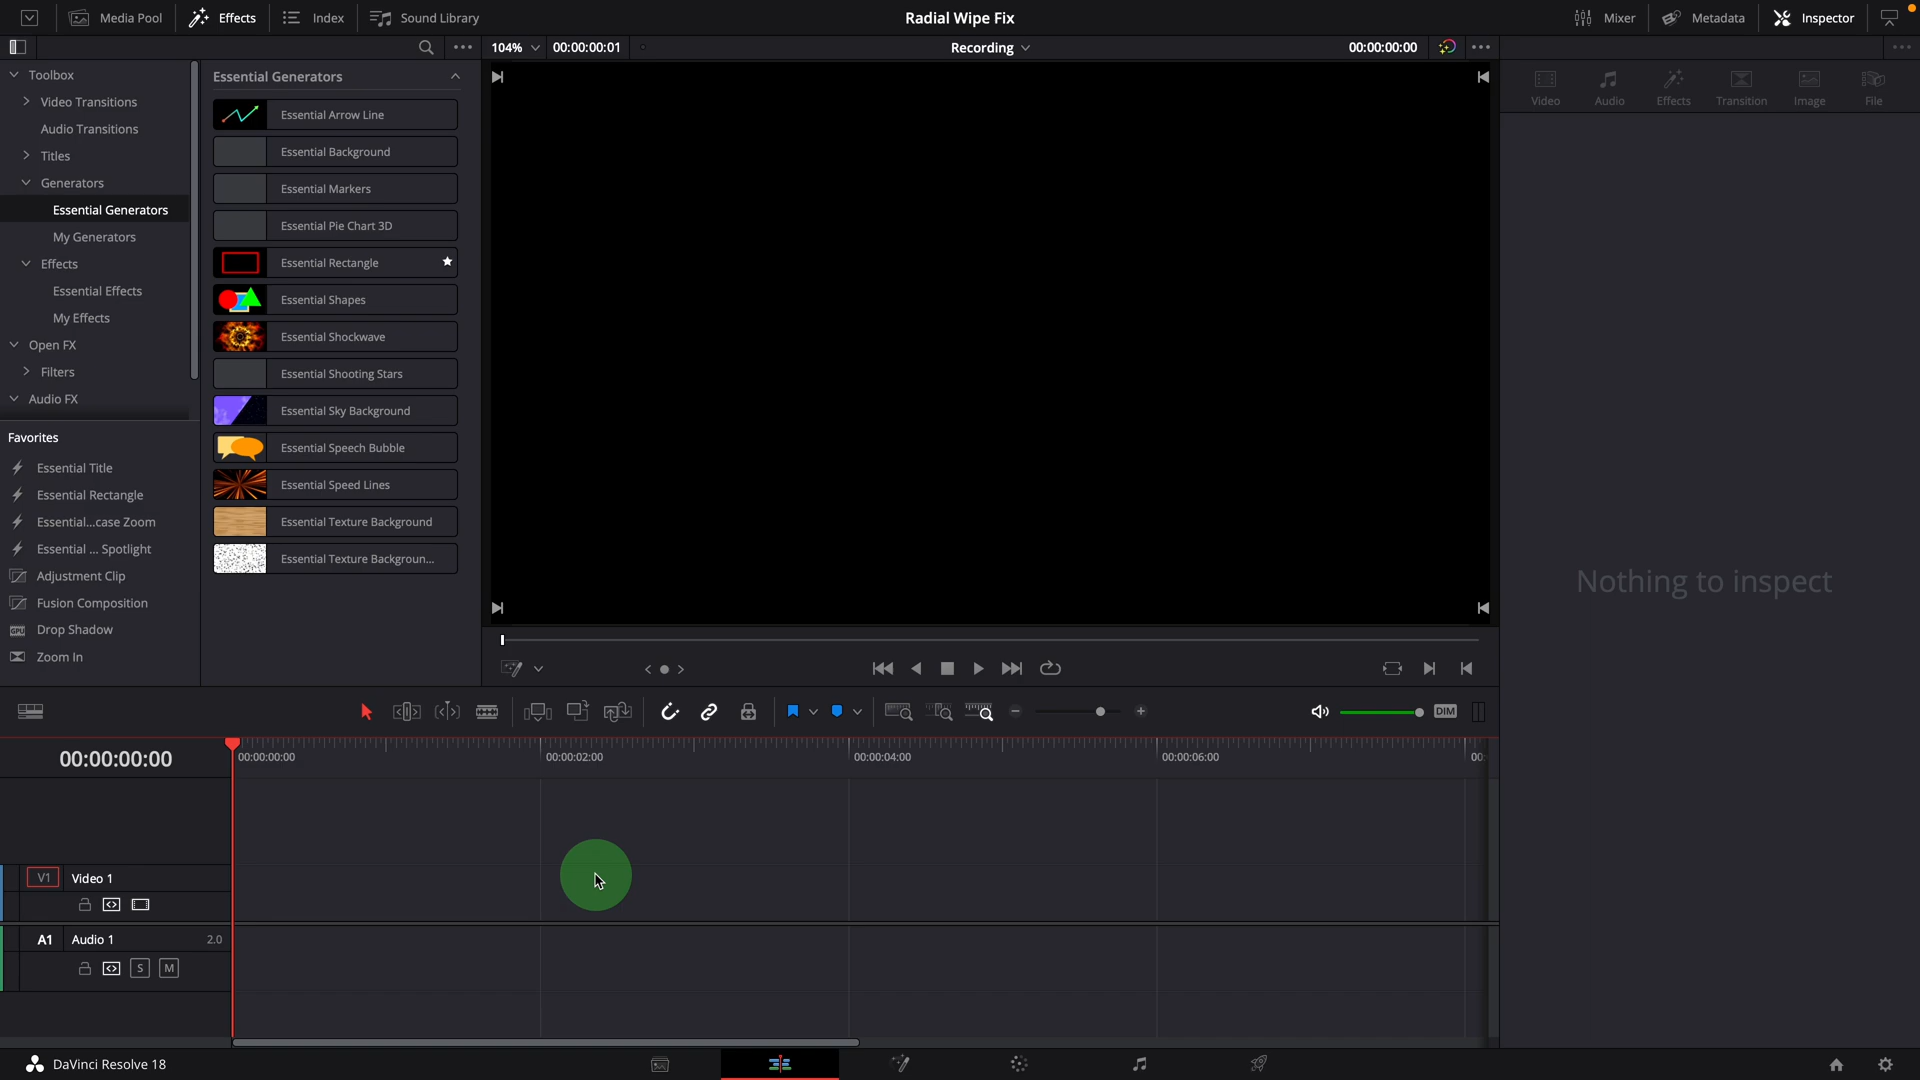 Media Pool
Effects
Index
Sound Library
Radial Wipe Fix
Mixer
Metadata
Inspector
104%
00:00:00:01
Recording
00:00:00:00
Toolbox
Video Transitions
Audio Transitions
Titles
Generators
Essential Generators
My Generators
Effects
Essential Effects
My Effects
Open FX
Filters
Audio FX
Favorites
Essential Title
Essential Rectangle
Essential...case Zoom
Essential ... Spotlight
Adjustment Clip
Fusion Composition
Drop Shadow
Zoom In
Essential Generators
Essential Arrow Line
Essential Background
Essential Markers
Essential Pie Chart 3D
Essential Rectangle
Essential Shapes
Essential Shockwave
Essential Shooting Stars
Essential Sky Background
Essential Speech Bubble
Essential Speed Lines
Essential Texture Background
Essential Texture Backgroun...
Video
Audio
Effects
Transition
Image
File
Nothing to inspect
DIM
00:00:00:00
00:00:00:00
00:00:02:00
00:00:04:00
00:00:06:00
00:
V1
Video 1
A1
Audio 1
2.0
S
M
DaVinci Resolve 18